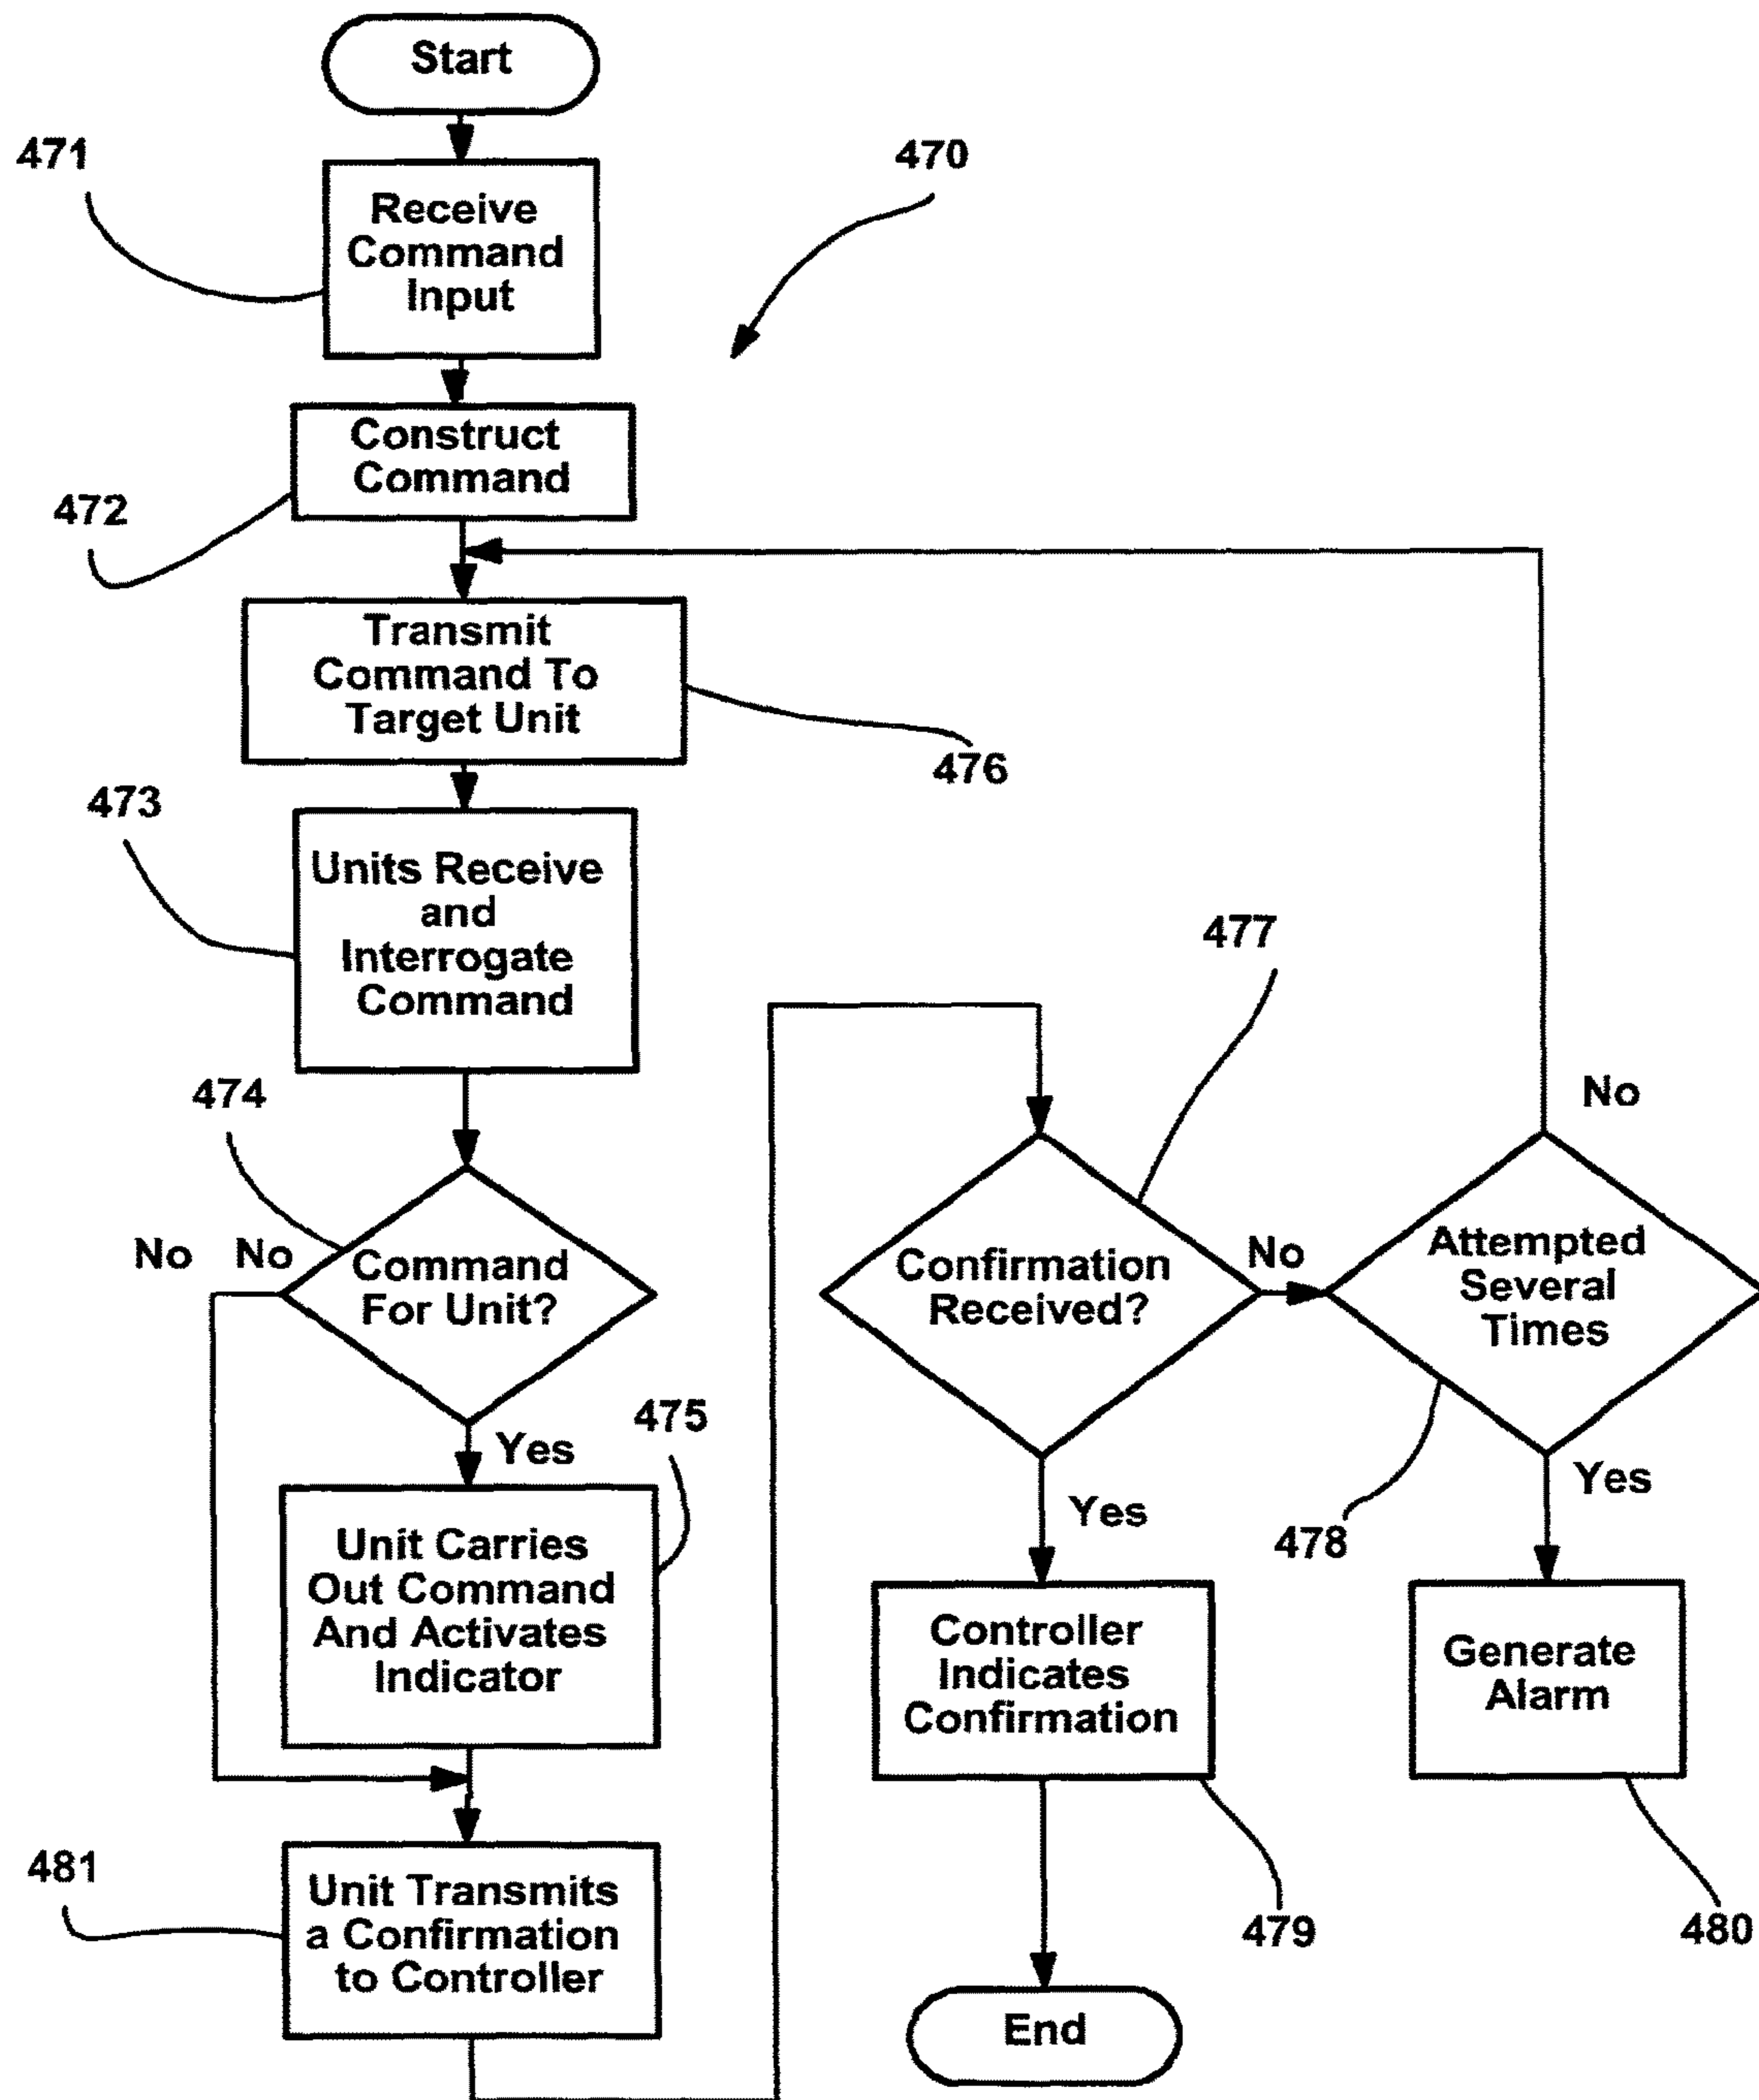 Start
471
470
Receive
Command
Input
Construct
Command
472
Transmit
Command To
Target Unit
476
473
Units Receive
and
Interrogate
Command
477
474
No
No No
Command
For Unit?
Confirmation
Received?
No
Attempted
Several
Times
475
Yes
Yes
478
Yes
Unit Carries
Out Command
And Activates
Indicator
Controller
Indicates
Confirmation
Generate
Alarm
481
Unit Transmits
a Confirmation
to Controller
479
480
End